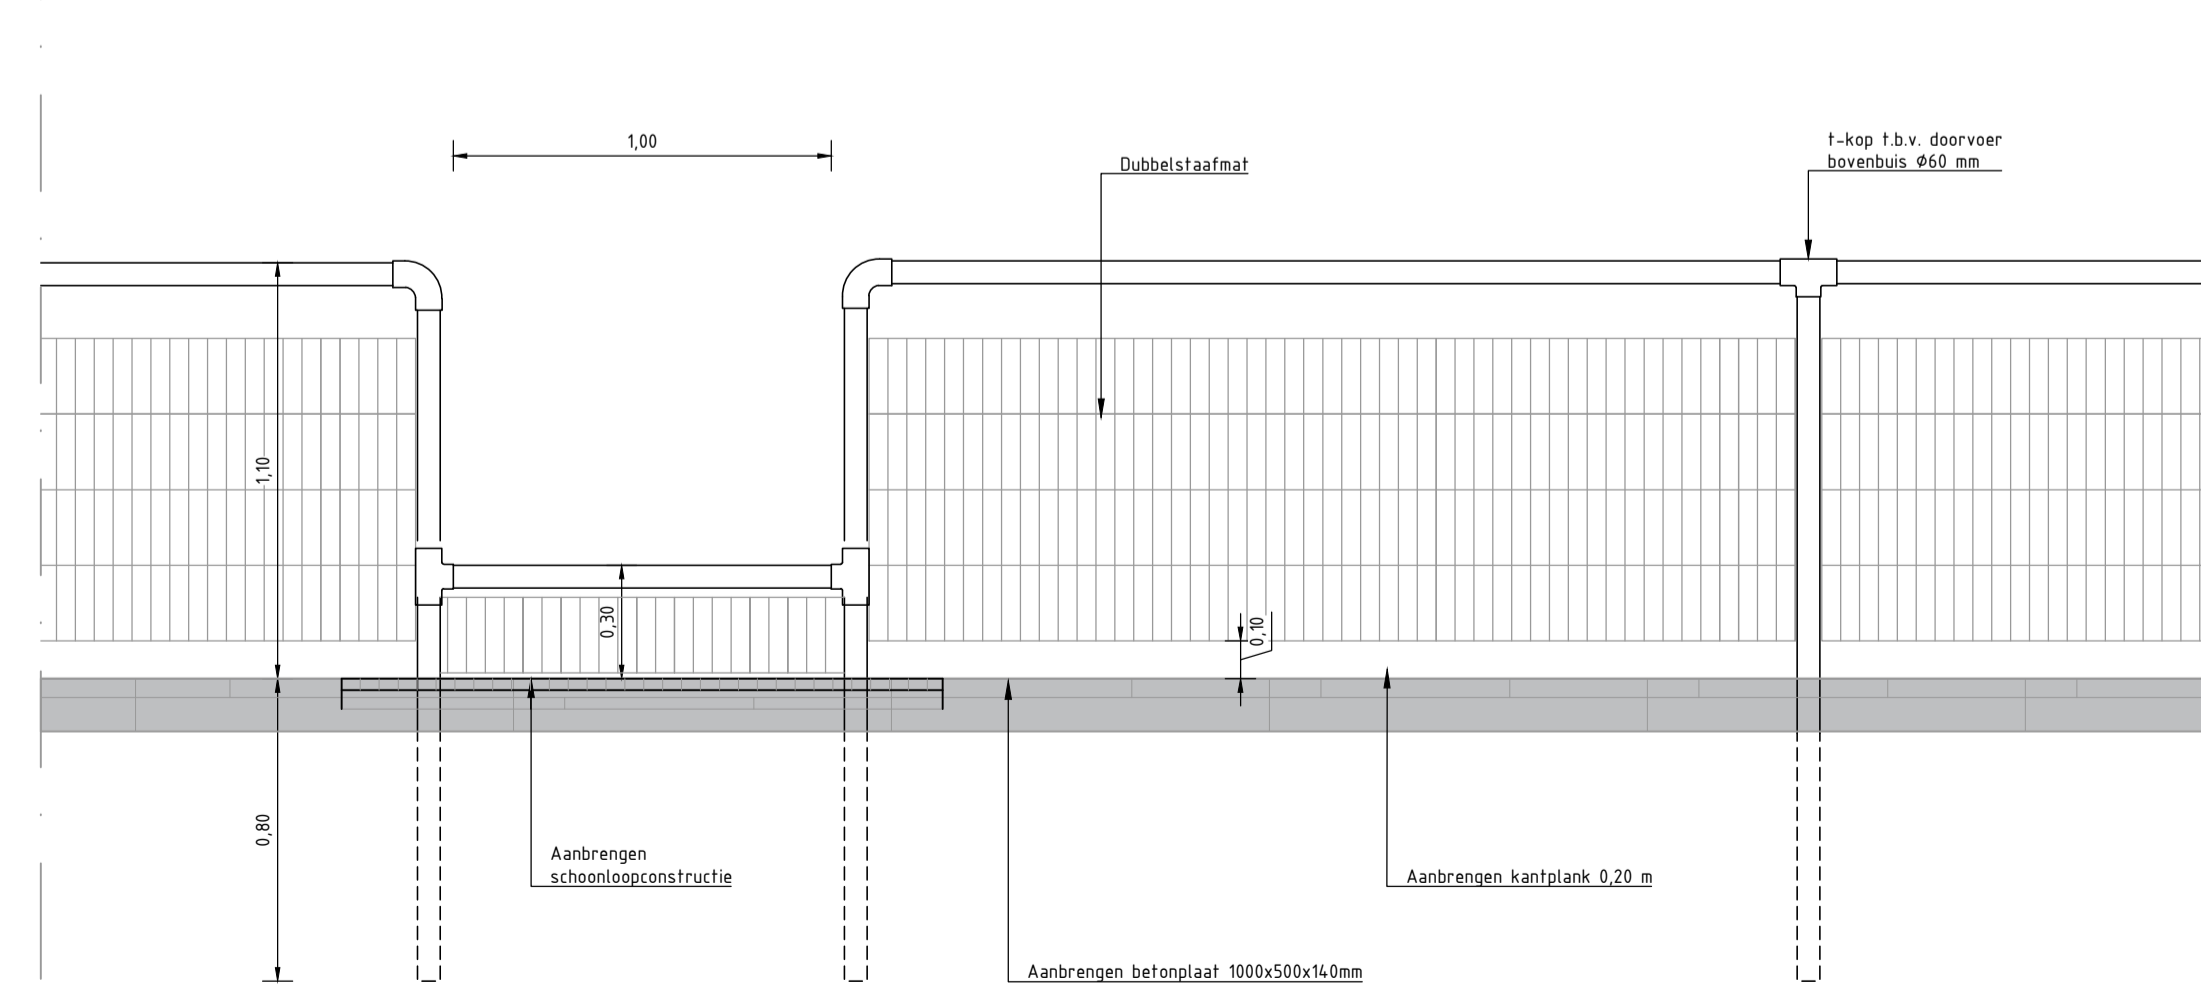 t-kop t.b.v. doorvoer
bovenbuis Ø60 mm
1,00
Dubbelstaafmat
1,10
0,30
0,10
0,80
Aanbrengen
schoonloopconstructie
Aanbrengen kantplank 0,20 m
Aanbrengen betonplaat 1000x500x140mm